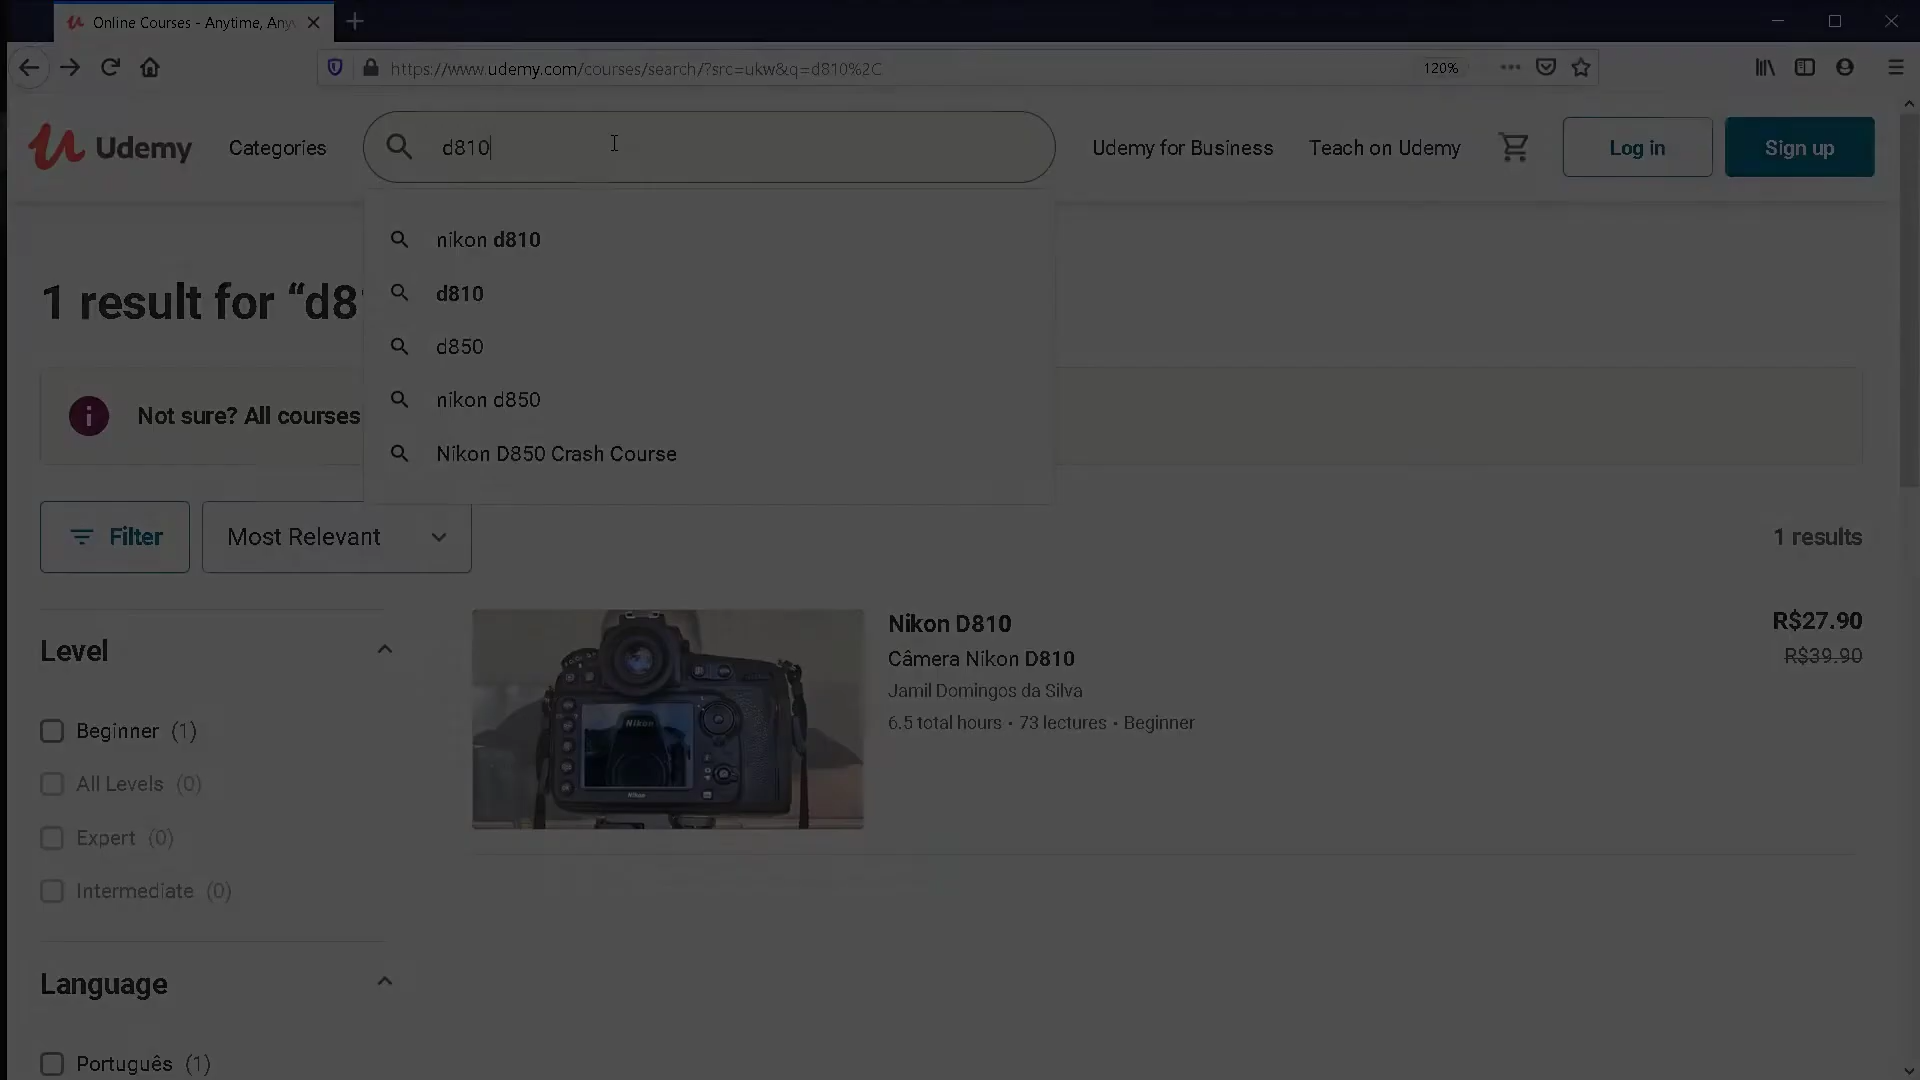 Online Courses - Anytime, Any
https://www.udemy.com/courses/search/?src=ukw&q=d810%2C
120%
Udemy
Categories
d810
Udemy for Business
Teach on Udemy
Log in
Sign up
nikon d810
d810
d850
nikon d850
Nikon D850 Crash Course
1 result for “d8
Not sure? All courses
Filter
Most Relevant
1 results
Level
Beginner (1)
All Levels (0)
Expert (0)
Intermediate (0)
Language
Português (1)
Nikon
Nikon
Nikon D810
Câmera Nikon D810
Jamil Domingos da Silva
6.5 total hours • 73 lectures • Beginner
R$27.90
R$39.90